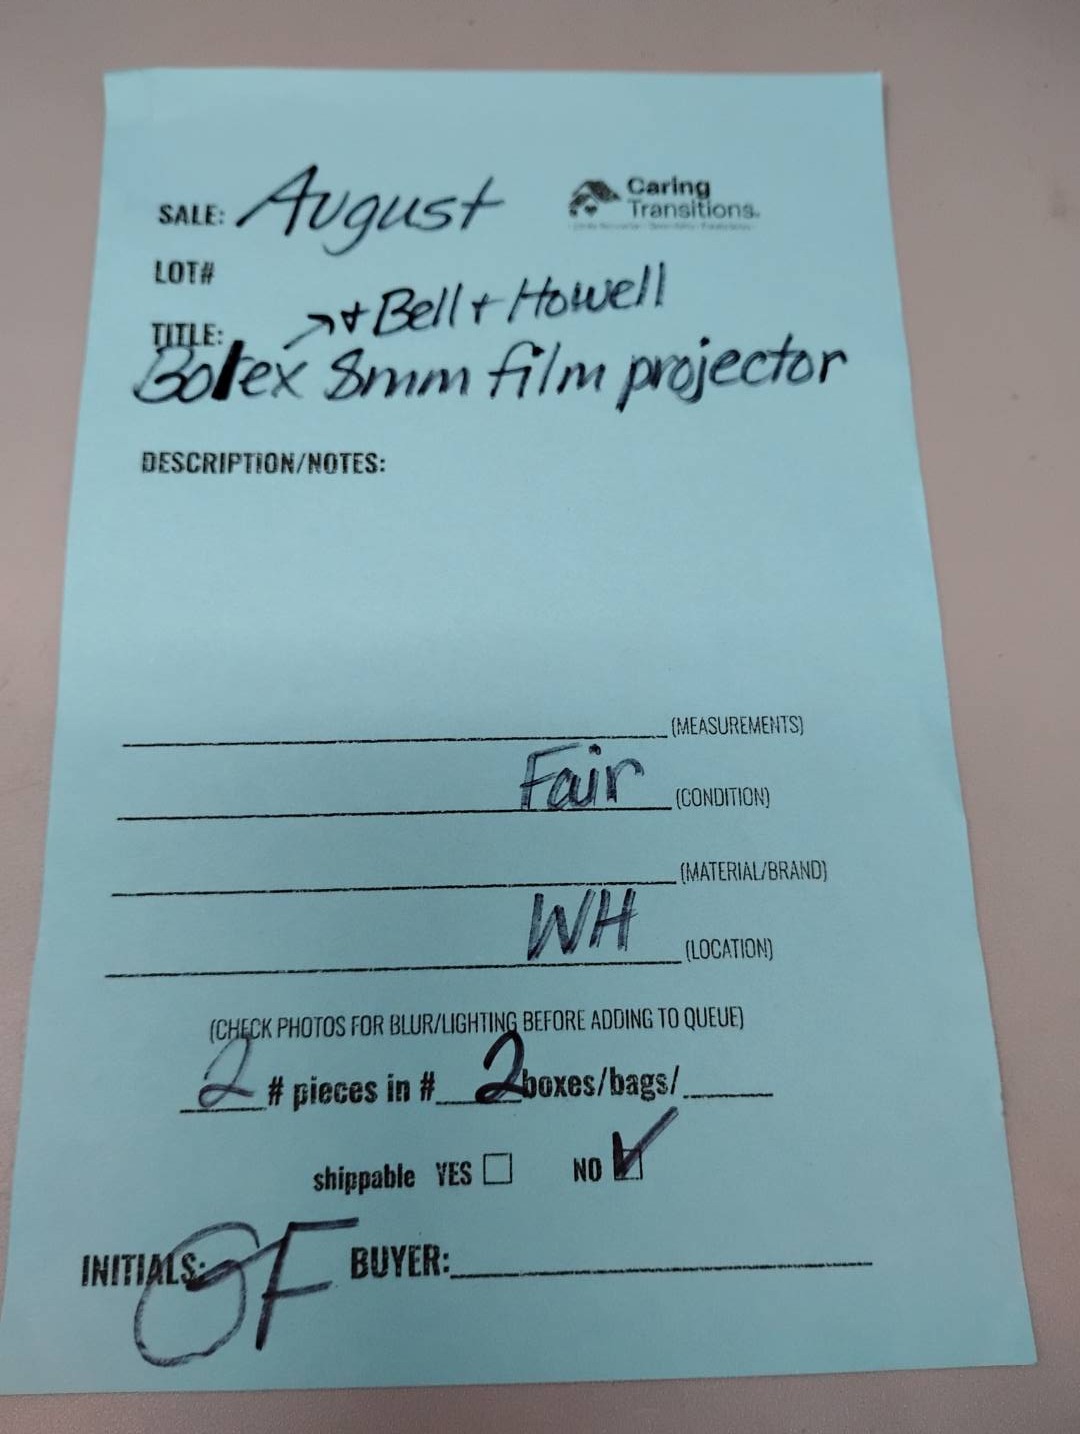 SALE: August
Caring
Transitions.
LOT#
→+ Bell + Howell
TITLE:
Bolex 8mm film projector
DESCRIPTION/NOTES:
(MEASUREMENTS)
Fair (CONDITION)
(MATERIAL/BRAND)
WH (LOCATION)
(CHECK PHOTOS FOR BLUR/LIGHTING BEFORE ADDING TO QUEUE)
2 # pieces in # 2 boxes/bags/
shippable YES ☐ NO ☑
INITIALS: SF BUYER: